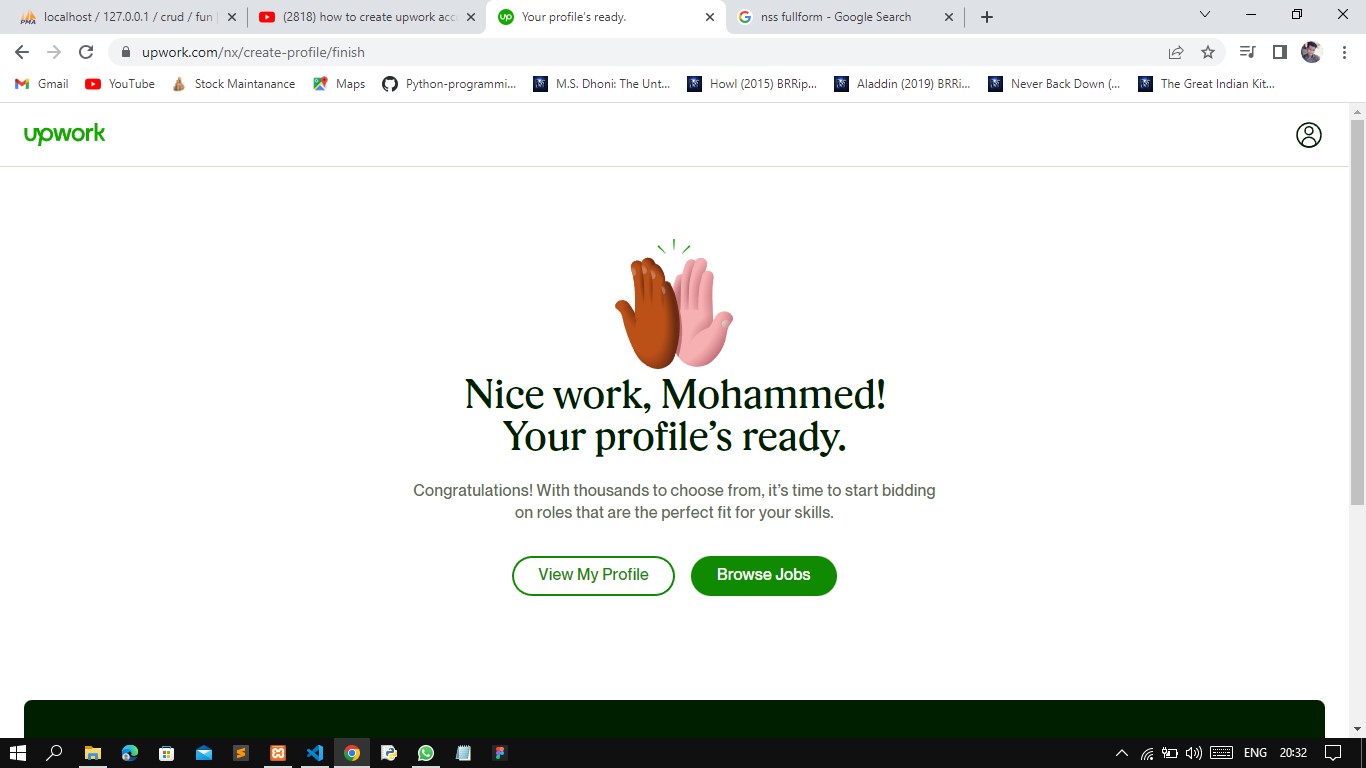 localhost / 127.0.0.1 / crud / fun
(2818) how to create upwork acc
Your profile's ready.
nss fullform - Google Search
upwork.com/nx/create-profile/finish
Gmail
YouTube
Stock Maintanance
Maps
Python-programmi...
M.S. Dhoni: The Unt...
Howl (2015) BRRip...
Aladdin (2019) BRRi...
Never Back Down (...
The Great Indian Kit...
upwork
Nice work, Mohammed!
Your profile’s ready.
Congratulations! With thousands to choose from, it’s time to start bidding
on roles that are the perfect fit for your skills.
View My Profile
Browse Jobs
ENG
20:32